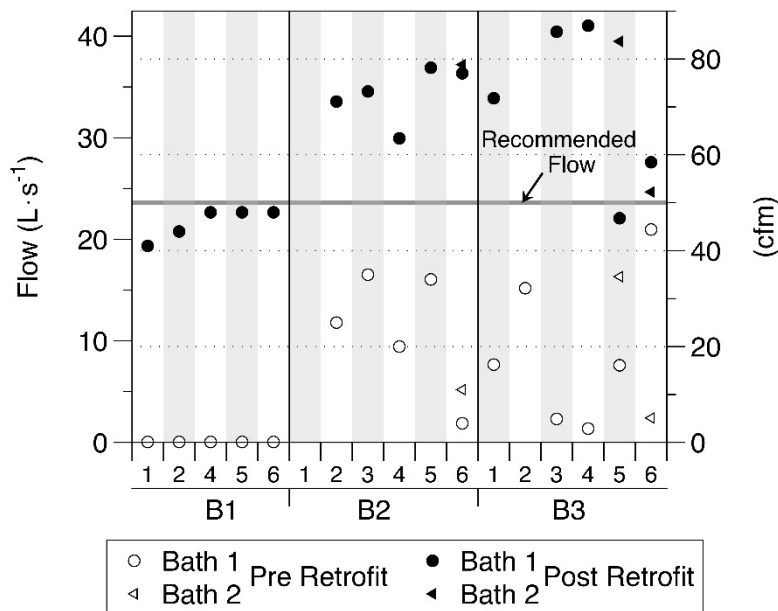 40
30
20
10
0
Flow (L·s⁻¹)
80
60
40
20
0
(cfm)
Recommended
Flow
1 2 4 5 6 1 2 3 4 5 6 1 2 3 4 5 6
B1 B2 B3
Bath 1 Pre Retrofit Bath 1 Post Retrofit
Bath 2 Bath 2